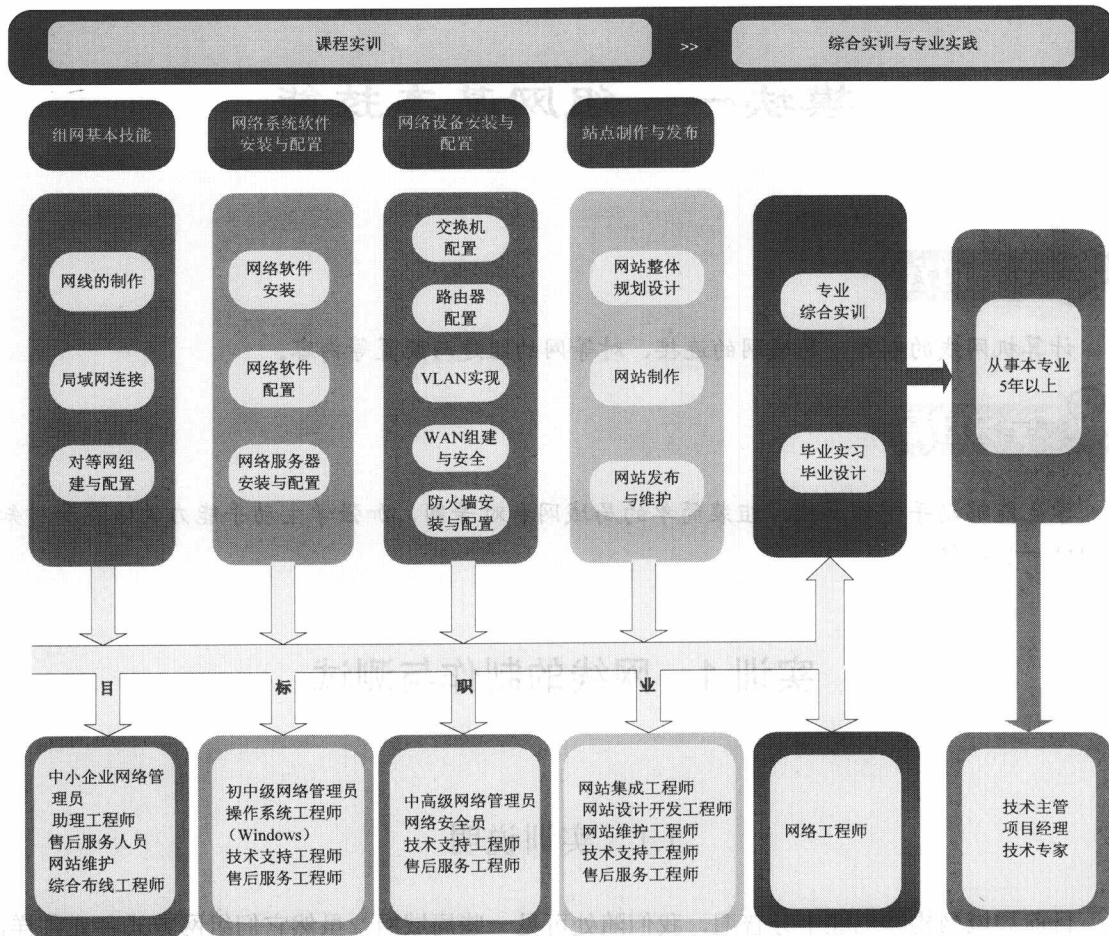 课程实训
>>
综合实训与专业实践
组网基本技能
网络系统软件
安装与配置
网络设备安装与
配置
站点制作与发布
网线的制作
局域网连接
对等网组
建与配置
网络软件
安装
网络软件
配置
网络服务器
安装与配置
交换机
配置
路由器
配置
VLAN实现
WAN组建
与安全
防火墙安
装与配置
网站整体
规划设计
网站制作
网站发布
与维护
专业
综合实训
毕业实习
毕业设计
从事本专业
5年以上
目
标
职
业
中小企业网络管
理员
助理工程师
售后服务人员
网站维护
综合布线工程师
初中级网络管理员
操作系统工程师
(Windows)
技术支持工程师
售后服务工程师
中高级网络管理员
网络安全员
技术支持工程师
售后服务工程师
网站集成工程师
网站设计开发工程师
网站维护工程师
技术支持工程师
售后服务工程师
网络工程师
技术主管
项目经理
技术专家